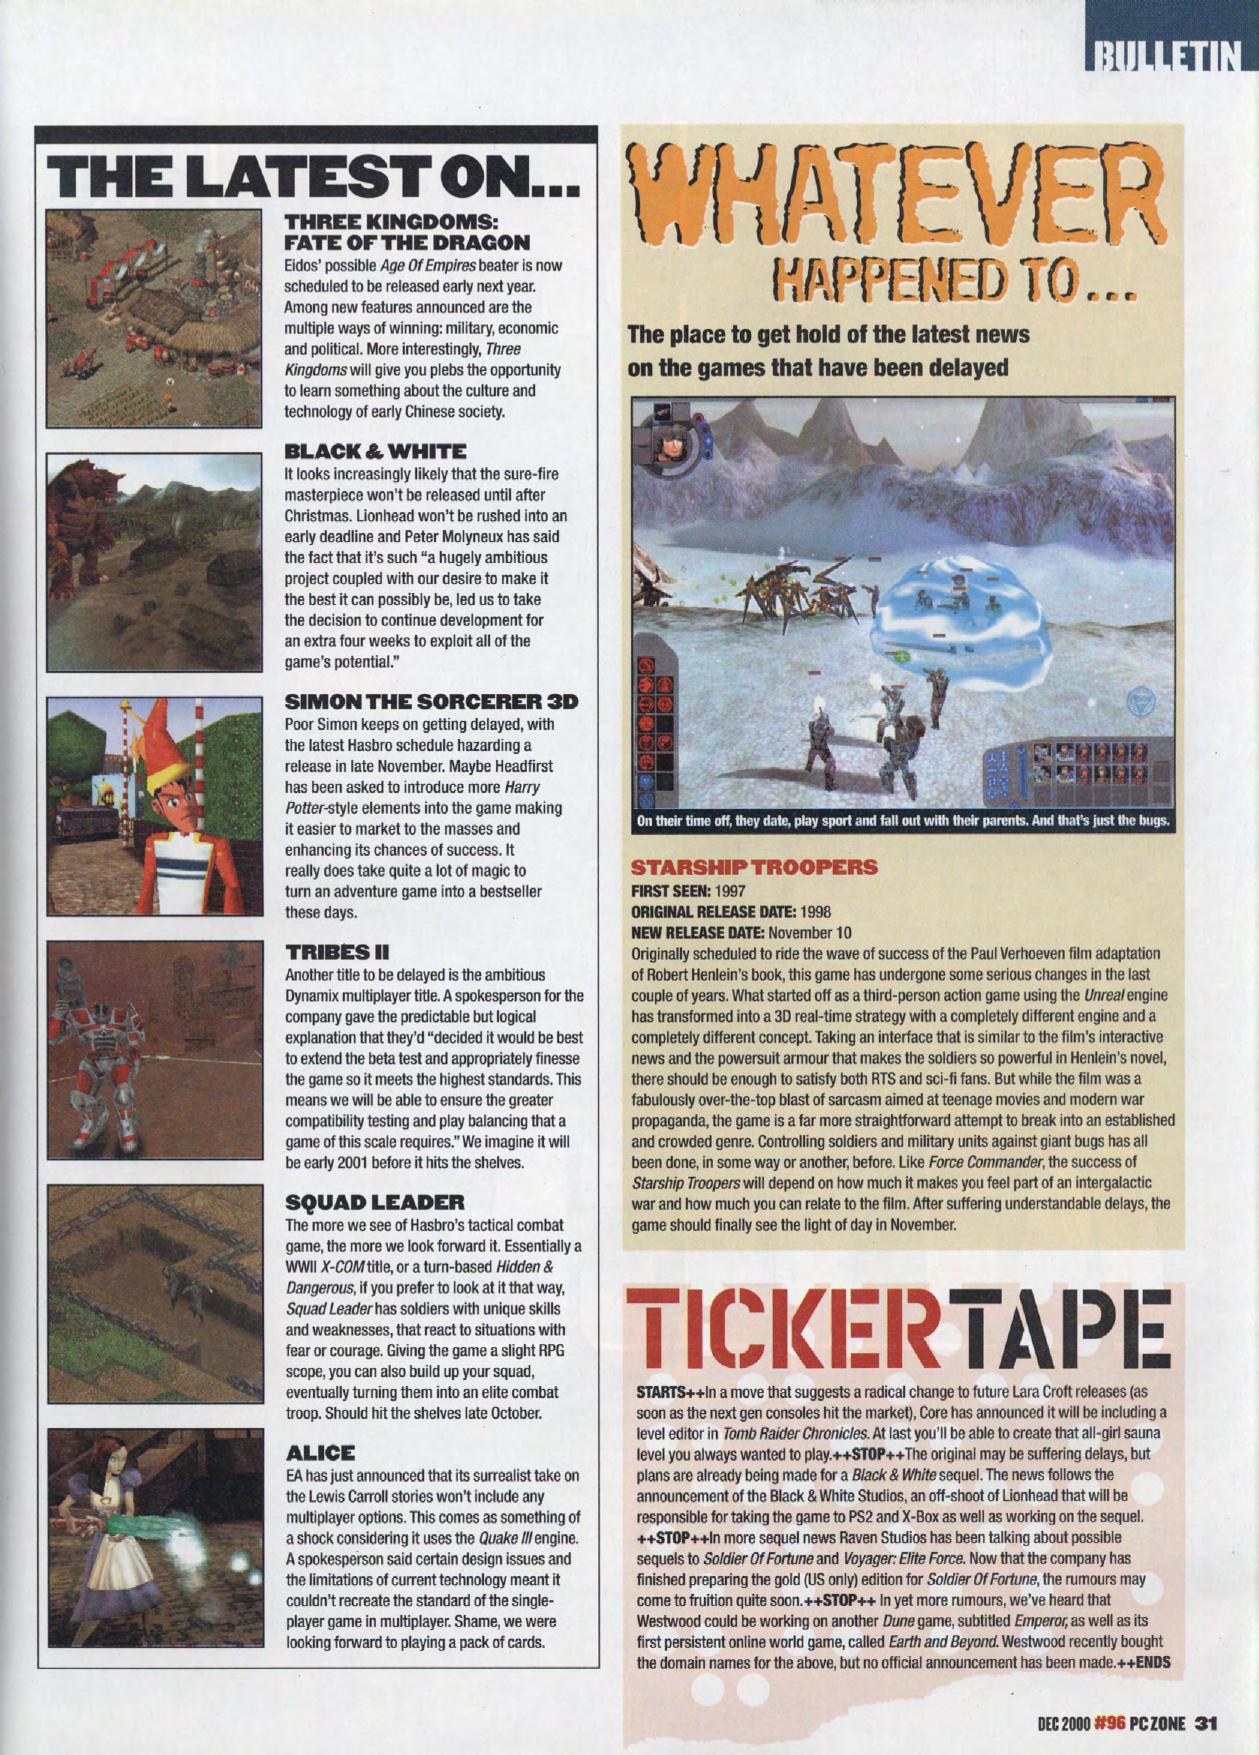 BULLETIN
THE LATEST ON...
THREE KINGDOMS:
FATE OF THE DRAGON
Eidos' possible Age Of Empires beater is now
scheduled to be released early next year.
Among new features announced are the
multiple ways of winning: military, economic
and political. More interestingly, Three
Kingdoms will give you plebs the opportunity
to learn something about the culture and
technology of early Chinese society.
BLACK & WHITE
It looks increasingly likely that the sure-fire
masterpiece won't be released until after
Christmas. Lionhead won't be rushed into an
early deadline and Peter Molyneux has said
the fact that it's such "a hugely ambitious
project coupled with our desire to make it
the best it can possibly be, led us to take
the decision to continue development for
an extra four weeks to exploit all of the
game's potential."
SIMON THE SORCERER 3D
Poor Simon keeps on getting delayed, with
the latest Hasbro schedule hazarding a
release in late November. Maybe Headfirst
has been asked to introduce more Harry
Potter-style elements into the game making
it easier to market to the masses and
enhancing its chances of success. It
really does take quite a lot of magic to
turn an adventure game into a bestseller
these days.
TRIBES II
Another title to be delayed is the ambitious
Dynamix multiplayer title. A spokesperson for the
company gave the predictable but logical
explanation that they'd "decided it would be best
to extend the beta test and appropriately finesse
the game so it meets the highest standards. This
means we will be able to ensure the greater
compatibility testing and play balancing that a
game of this scale requires." We imagine it will
be early 2001 before it hits the shelves.
SQUAD LEADER
The more we see of Hasbro's tactical combat
game, the more we look forward it. Essentially a
WWII X-COM title, or a turn-based Hidden &
Dangerous, if you prefer to look at it that way,
Squad Leader has soldiers with unique skills
and weaknesses, that react to situations with
fear or courage. Giving the game a slight RPG
scope, you can also build up your squad,
eventually turning them into an elite combat
troop. Should hit the shelves late October.
ALICE
EA has just announced that its surrealist take on
the Lewis Carroll stories won't include any
multiplayer options. This comes as something of
a shock considering it uses the Quake III engine.
A spokesperson said certain design issues and
the limitations of current technology meant it
couldn't recreate the standard of the single-
player game in multiplayer. Shame, we were
looking forward to playing a pack of cards.
WHATEVER
HAPPENED TO...
The place to get hold of the latest news
on the games that have been delayed
On their time off, they date, play sport and fall out with their parents. And that's just the bugs.
STARSHIP TROOPERS
FIRST SEEN: 1997
ORIGINAL RELEASE DATE: 1998
NEW RELEASE DATE: November 10
Originally scheduled to ride the wave of success of the Paul Verhoeven film adaptation
of Robert Henlein's book, this game has undergone some serious changes in the last
couple of years. What started off as a third-person action game using the Unreal engine
has transformed into a 3D real-time strategy with a completely different engine and a
completely different concept. Taking an interface that is similar to the film's interactive
news and the powersuit armour that makes the soldiers so powerful in Henlein's novel,
there should be enough to satisfy both RTS and sci-fi fans. But while the film was a
fabulously over-the-top blast of sarcasm aimed at teenage movies and modern war
propaganda, the game is a far more straightforward attempt to break into an established
and crowded genre. Controlling soldiers and military units against giant bugs has all
been done, in some way or another, before. Like Force Commander, the success of
Starship Troopers will depend on how much it makes you feel part of an intergalactic
war and how much you can relate to the film. After suffering understandable delays, the
game should finally see the light of day in November.
TICKERTAPE
STARTS++In a move that suggests a radical change to future Lara Croft releases (as
soon as the next gen consoles hit the market), Core has announced it will be including a
level editor in Tomb Raider Chronicles. At last you'll be able to create that all-girl sauna
level you always wanted to play.++STOP++The original may be suffering delays, but
plans are already being made for a Black & White sequel. The news follows the
announcement of the Black & White Studios, an off-shoot of Lionhead that will be
responsible for taking the game to PS2 and X-Box as well as working on the sequel.
++STOP++In more sequel news Raven Studios has been talking about possible
sequels to Soldier Of Fortune and Voyager: Elite Force. Now that the company has
finished preparing the gold (US only) edition for Soldier Of Fortune, the rumours may
come to fruition quite soon.++STOP++ In yet more rumours, we've heard that
Westwood could be working on another Dune game, subtitled Emperor, as well as its
first persistent online world game, called Earth and Beyond. Westwood recently bought
the domain names for the above, but no official announcement has been made.++ENDS
DEC 2000 #96 PC ZONE 31